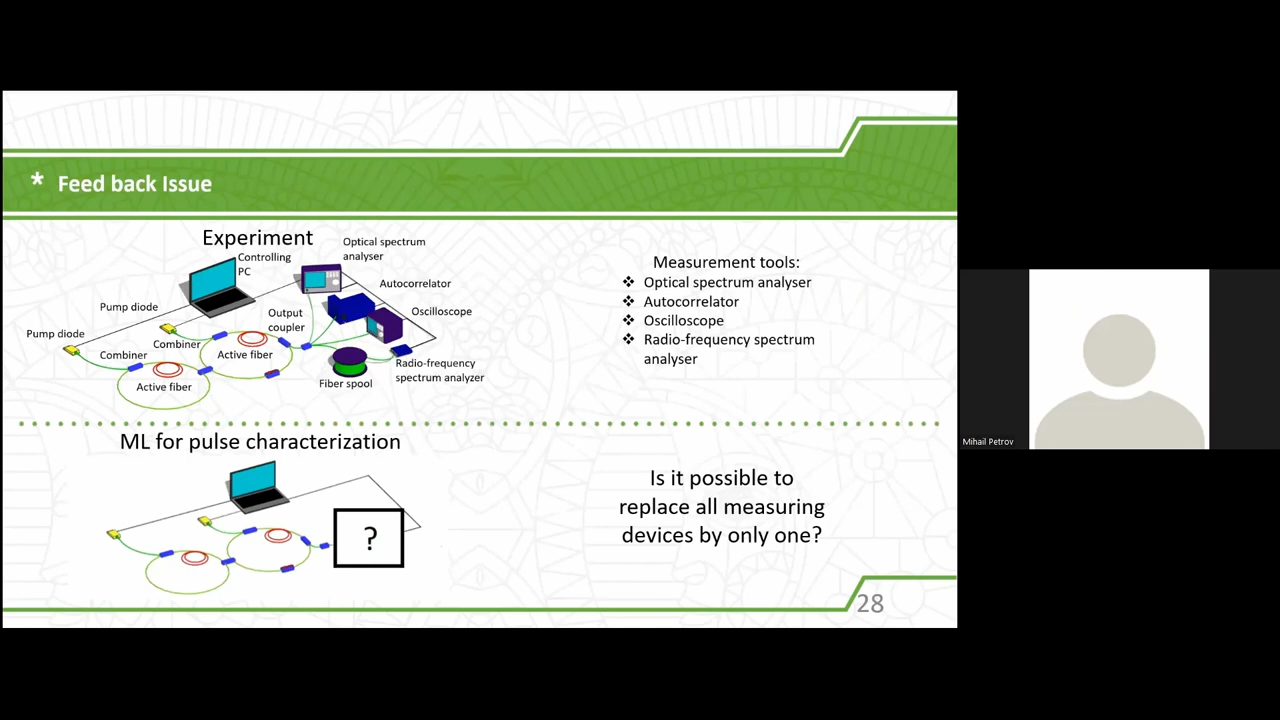 * Feed back Issue
Experiment
Optical spectrum
analyser
Controlling
PC
Autocorrelator
Pump diode
Output
coupler
Oscilloscope
Pump diode
Combiner
Combiner
Active fiber
Active fiber
Fiber spool
Radio-frequency
spectrum analyzer
Measurement tools:
❖ Optical spectrum analyser
❖ Autocorrelator
❖ Oscilloscope
❖ Radio-frequency spectrum
analyser
ML for pulse characterization
?
Is it possible to
replace all measuring
devices by only one?
28
Mihail Petrov